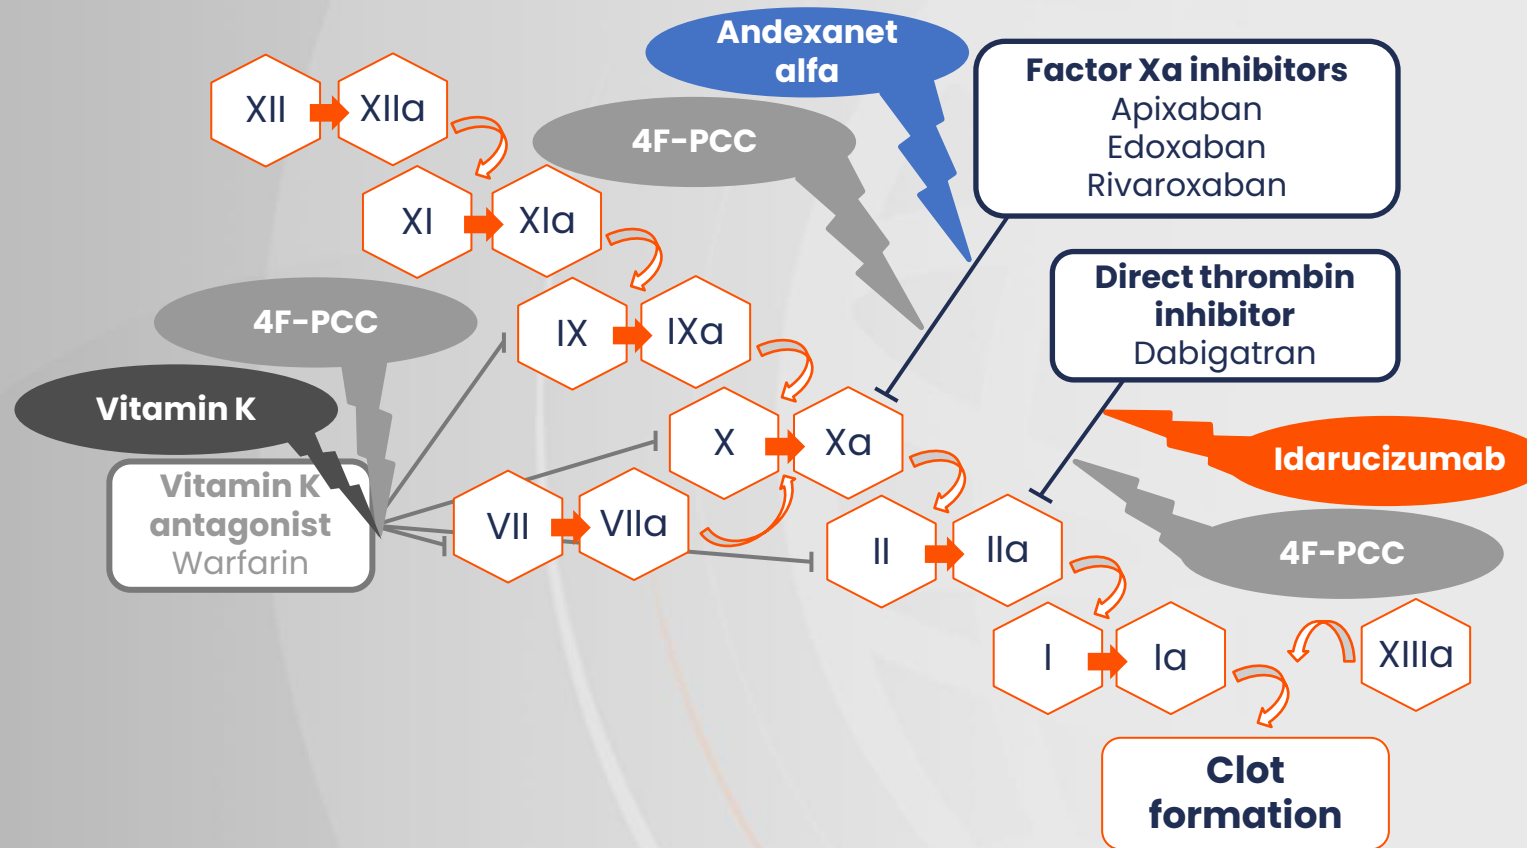 Andexanet
alfa
Factor Xa inhibitors
Apixaban
Edoxaban
Rivaroxaban
XII
XIIa
4F-PCC
XI
XIa
Direct thrombin
inhibitor
Dabigatran
4F-PCC
IX
IXa
Vitamin K
X
Xa
Idarucizumab
Vitamin K
antagonist
Warfarin
VII
VIIa
II
IIa
4F-PCC
I
Ia
XIIIa
Clot
formation